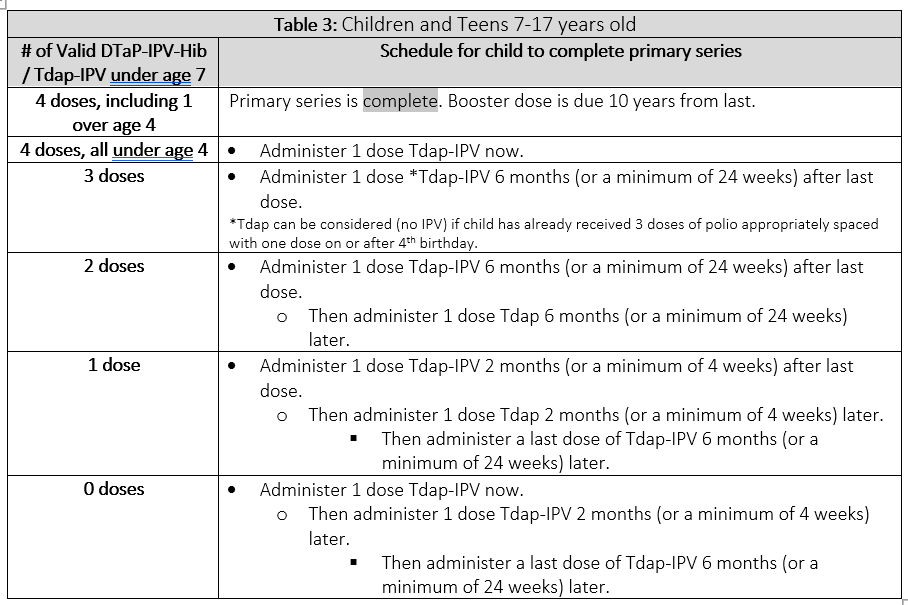 Table 3: Children and Teens 7-17 years old
# of Valid DTaP-IPV-Hib
/ Tdap-IPV under age 7
Schedule for child to complete primary series
4 doses, including 1
over age 4
Primary series is complete. Booster dose is due 10 years from last.
4 doses, all under age 4
• Administer 1 dose Tdap-IPV now.
3 doses
• Administer 1 dose *Tdap-IPV 6 months (or a minimum of 24 weeks) after last
dose.
*Tdap can be considered (no IPV) if child has already received 3 doses of polio appropriately spaced
with one dose on or after 4th birthday.
2 doses
• Administer 1 dose Tdap-IPV 6 months (or a minimum of 24 weeks) after last
dose.
o Then administer 1 dose Tdap 6 months (or a minimum of 24 weeks)
later.
1 dose
• Administer 1 dose Tdap-IPV 2 months (or a minimum of 4 weeks) after last
dose.
o Then administer 1 dose Tdap 2 months (or a minimum of 4 weeks) later.
▪ Then administer a last dose of Tdap-IPV 6 months (or a
minimum of 24 weeks) later.
0 doses
• Administer 1 dose Tdap-IPV now.
o Then administer 1 dose Tdap-IPV 2 months (or a minimum of 4 weeks)
later.
▪ Then administer a last dose of Tdap-IPV 6 months (or a
minimum of 24 weeks) later.